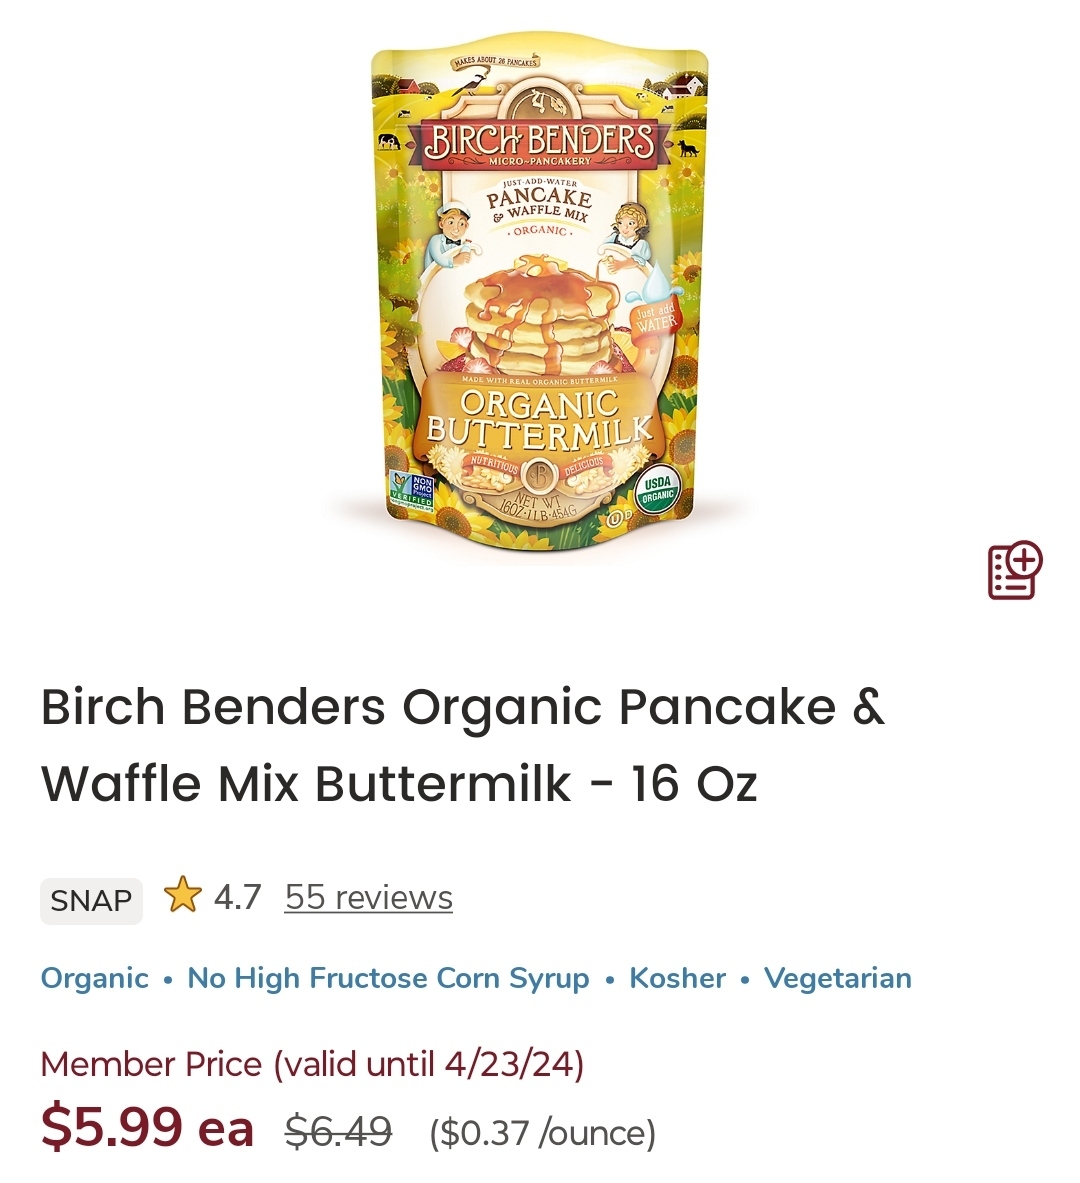 MAKES ABOUT 26 PANCAKES
BIRCH BENDERS
MICRO-PANCAKERY
JUST-ADD-WATER
PANCAKE
& WAFFLE MIX
• ORGANIC •
Just add
WATER
MADE WITH REAL ORGANIC BUTTERMILK
ORGANIC
BUTTERMILK
NUTRITIOUS B DELICIOUS
NON
GMO
Project
VERIFIED
nongmoproject.org
NET WT
16OZ•1LB•454G
USDA
ORGANIC
U D
Birch Benders Organic Pancake &
Waffle Mix Buttermilk - 16 Oz
SNAP 4.7 55 reviews
Organic • No High Fructose Corn Syrup • Kosher • Vegetarian
Member Price (valid until 4/23/24)
$5.99 ea $6.49 ($0.37 /ounce)